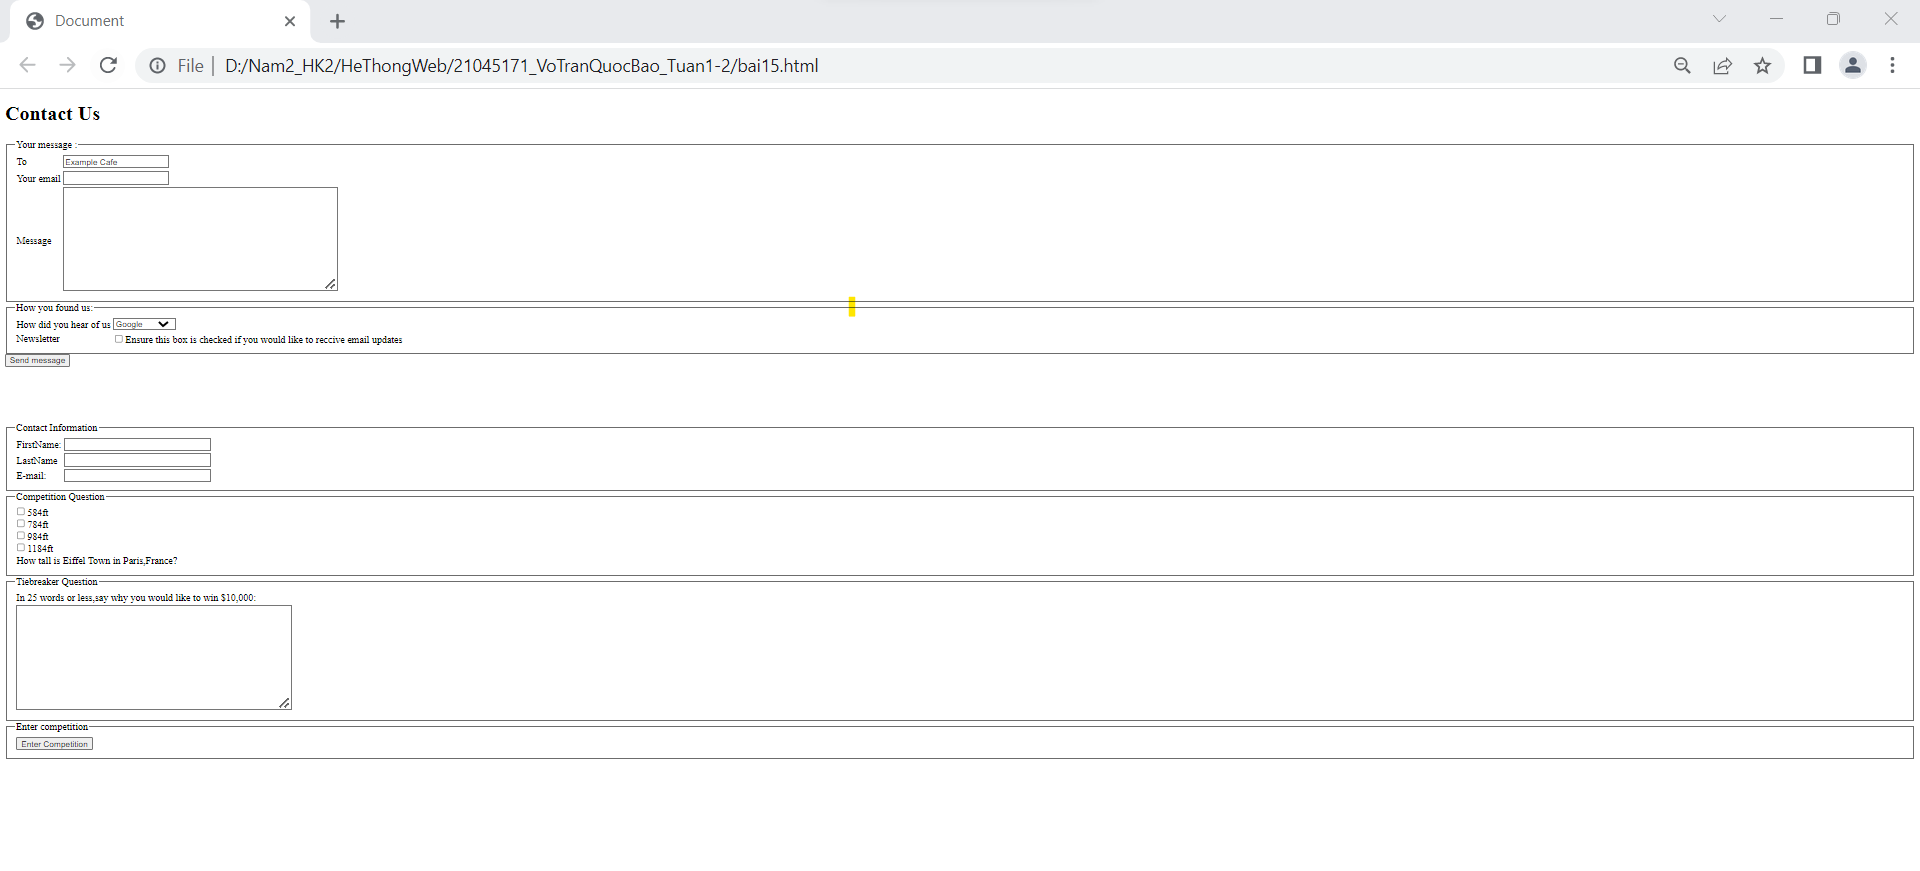 Document
File
D:/Nam2_HK2/HeThongWeb/21045171_VoTranQuocBao_Tuan1-2/bai15.html
Contact Us
Your message :
To Example Cafe
Your email
Message
How you found us:
How did you hear of us Google
Newsletter Ensure this box is checked if you would like to reccive email updates
Send message
Contact Information
FirstName:
LastName
E-mail:
Competition Question
584ft
784ft
984ft
1184ft
How tall is Eiffel Town in Paris,France?
Tiebreaker Question
In 25 words or less,say why you would like to win $10,000:
Enter competition
Enter Competition